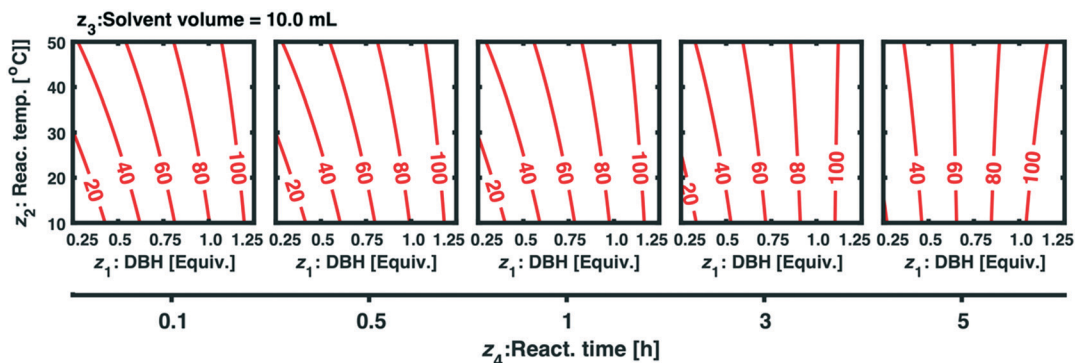 z3:Solvent volume = 10.0 mL
z2: Reac. temp. [°C]]
50
40
30
20
10
20 40 60 80 100
20 40 60 80 100
20 40 60 80 100
20 40 60 80 100
40 60 80 100
0.25 0.5 0.75 1.0 1.25
0.25 0.5 0.75 1.0 1.25
0.25 0.5 0.75 1.0 1.25
0.25 0.5 0.75 1.0 1.25
0.25 0.5 0.75 1.0 1.25
z1: DBH [Equiv.]
z1: DBH [Equiv.]
z1: DBH [Equiv.]
z1: DBH [Equiv.]
z1: DBH [Equiv.]
0.1 0.5 1 3 5
z4:React. time [h]